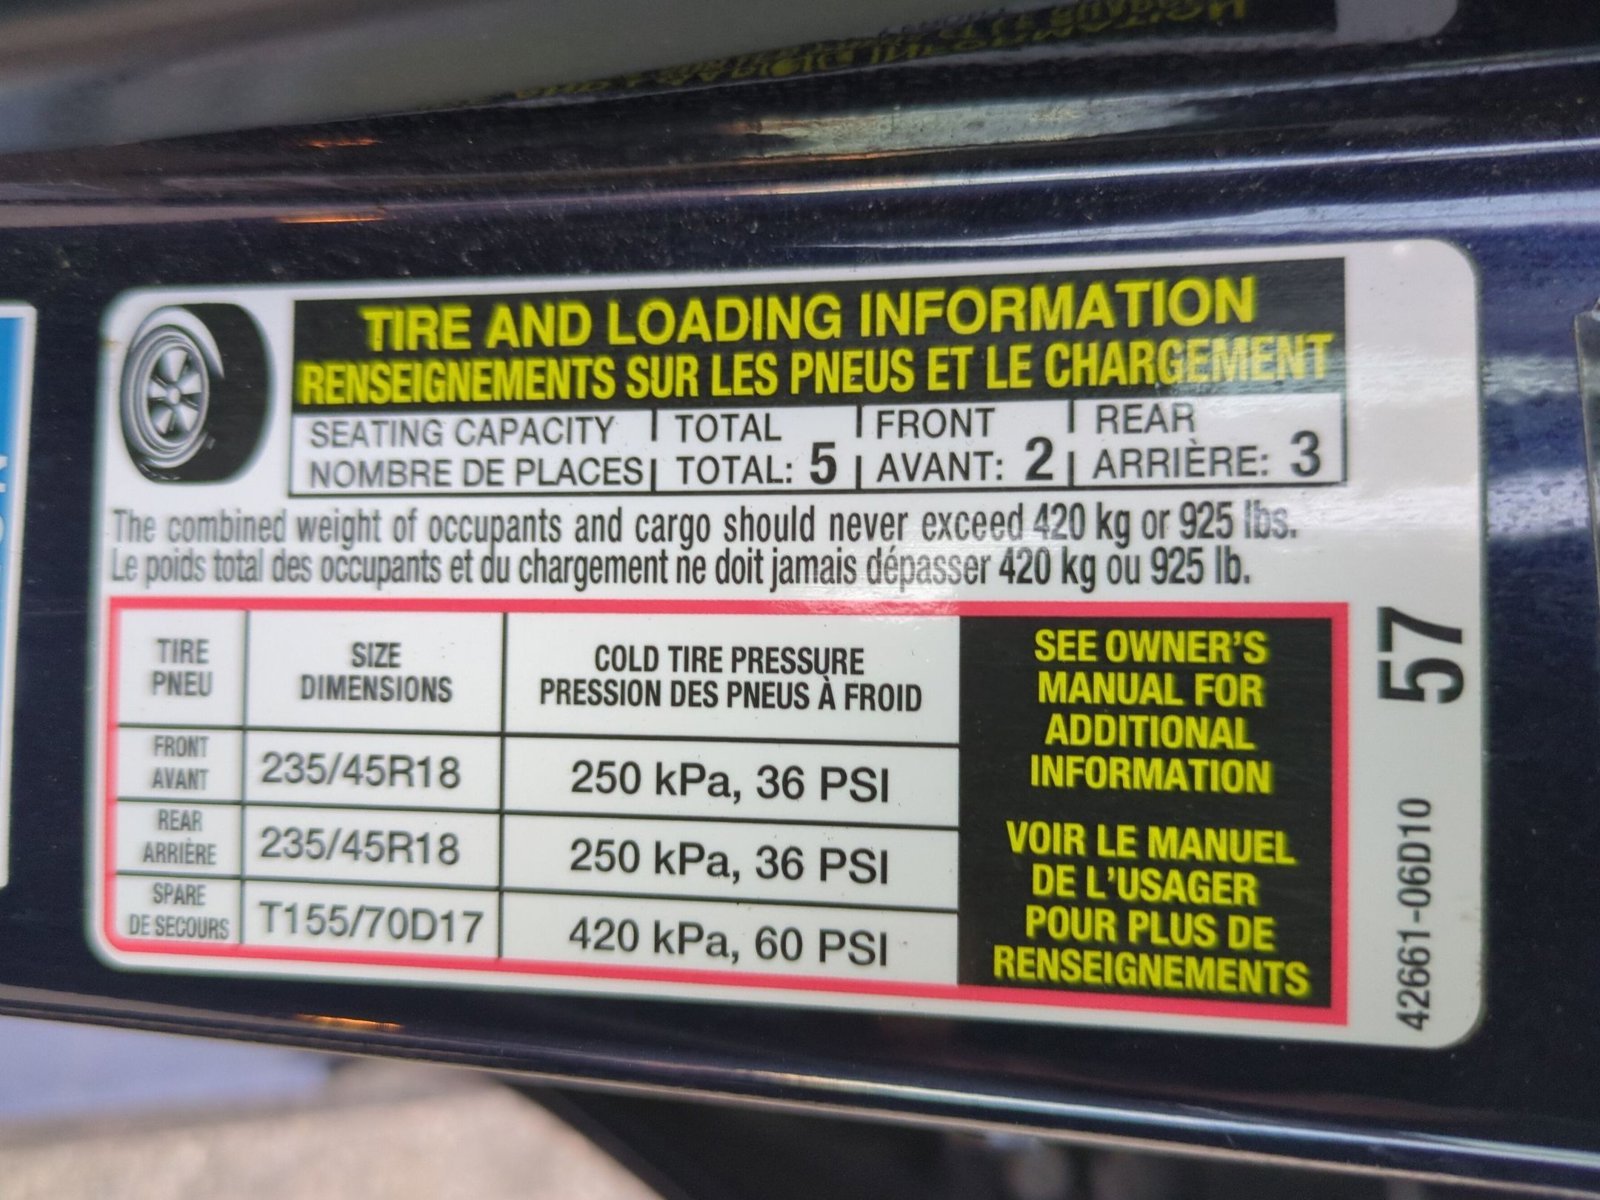 TIRE AND LOADING INFORMATION
RENSEIGNEMENTS SUR LES PNEUS ET LE CHARGEMENT
SEATING CAPACITY | TOTAL | FRONT | REAR
NOMBRE DE PLACES | TOTAL: 5 | AVANT: 2 | ARRIÈRE: 3
The combined weight of occupants and cargo should never exceed 420 kg or 925 lbs.
Le poids total des occupants et du chargement ne doit jamais dépasser 420 kg ou 925 lb.
TIRE
PNEU
SIZE
DIMENSIONS
COLD TIRE PRESSURE
PRESSION DES PNEUS À FROID
FRONT
AVANT
235/45R18
250 kPa, 36 PSI
REAR
ARRIÈRE
235/45R18
250 kPa, 36 PSI
SPARE
DE SECOURS
T155/70D17
420 kPa, 60 PSI
SEE OWNER'S
MANUAL FOR
ADDITIONAL
INFORMATION
VOIR LE MANUEL
DE L'USAGER
POUR PLUS DE
RENSEIGNEMENTS
57
42661-06D10